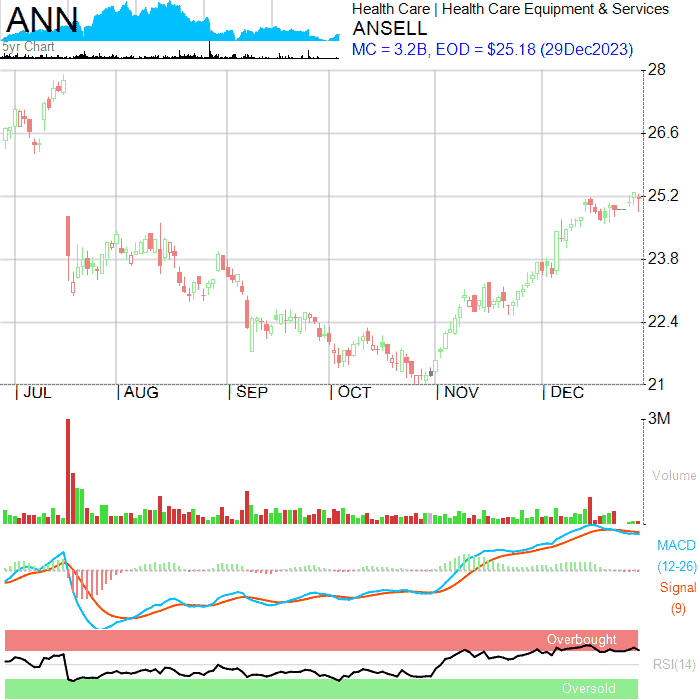 ANN
5yr Chart
Health Care | Health Care Equipment & Services
ANSELL
MC = 3.2B, EOD = $25.18 (29Dec2023)
28
26.6
25.2
23.8
22.4
21
JUL
AUG
SEP
OCT
NOV
DEC
3M
Volume
MACD
(12-26)
Signal
(9)
Overbought
RSI(14)
Oversold